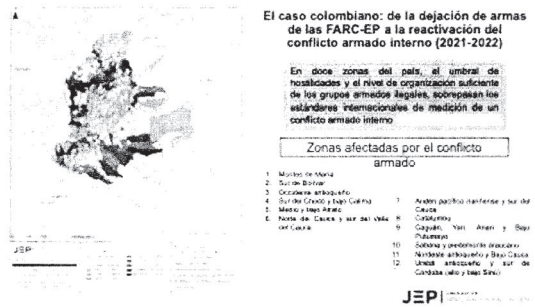 El caso colombiano: de la dejación de armas
de las FARC-EP a la reactivación del
conflicto armado interno (2021-2022)
En doce zonas del país, el umbral de
hostilidades y el nivel de organización suficiente
de los grupos armados ilegales, sobrepasan los
estándares internacionales de medición de un
conflicto armado interno
Zonas afectadas por el conflicto
armado
1. Montes de María
2. Sur de Bolívar
3. Occidente antioqueño
4. Sur del Chocó y bajo Calima
5. Medio y bajo Atrato
6. Norte del Cauca y sur del Valle
del Cauca
7. Andén pacífico nariñense y sur del
Cauca
8. Catatumbo
9. Caguán, Yarí, Ariari y Bajo
Putumayo
10. Sabana y piedemonte araucano
11. Nordeste antioqueño y Bajo Cauca
12. Urabá antioqueño y sur de
Córdoba (alto y bajo Sinú)
JEP
JEP